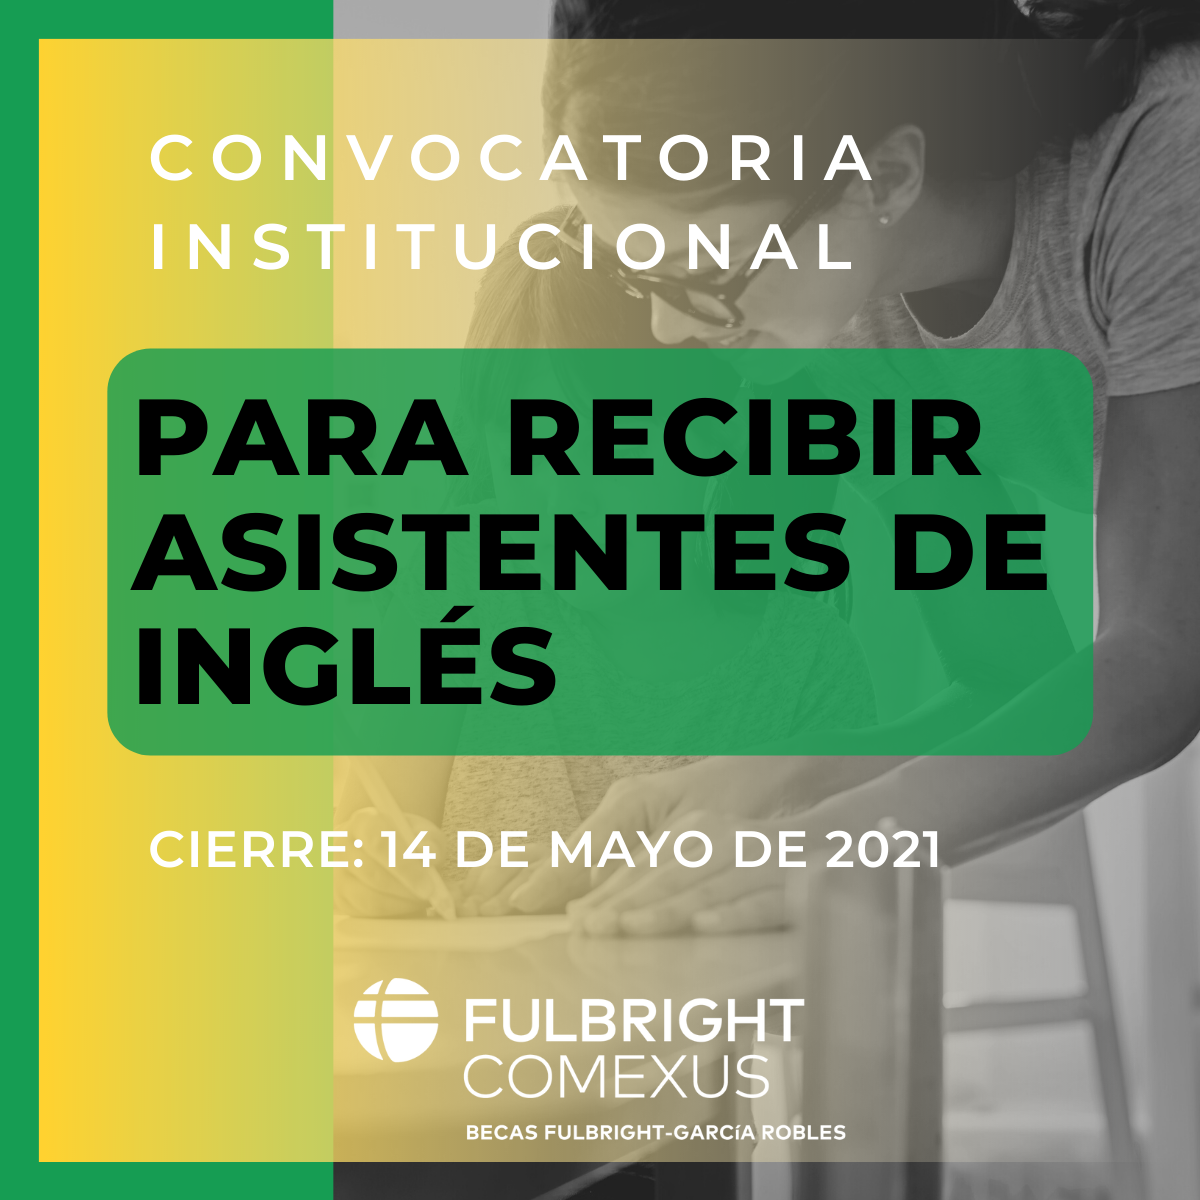 CONVOCATORIA
INSTITUCIONAL
PARA RECIBIR
ASISTENTES DE
INGLÉS
CIERRE: 14 DE MAYO DE 2021
FULBRIGHT
COMEXUS
BECAS FULBRIGHT-GARCíA ROBLES